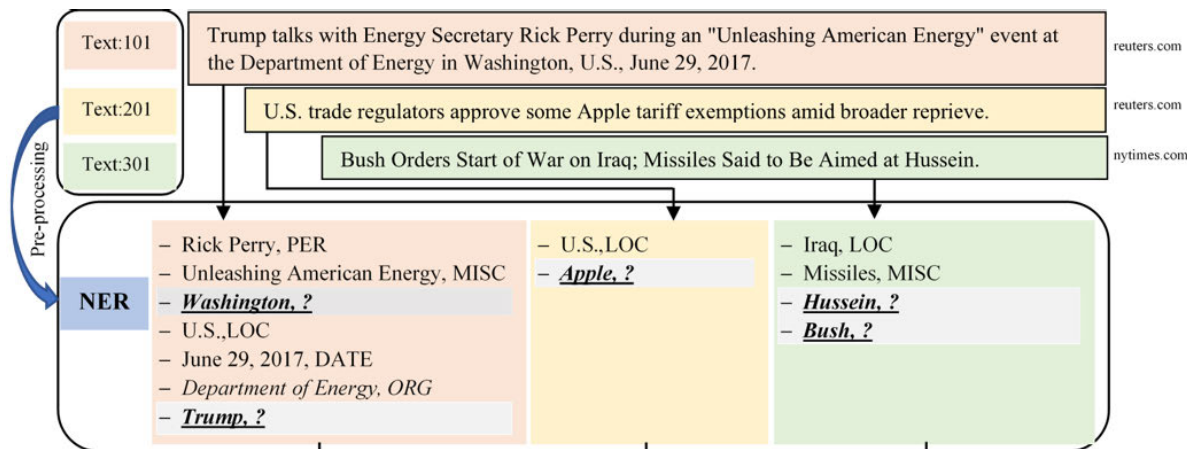 Text:101
Trump talks with Energy Secretary Rick Perry during an "Unleashing American Energy" event at
the Department of Energy in Washington, U.S., June 29, 2017.
reuters.com
Text:201
U.S. trade regulators approve some Apple tariff exemptions amid broader reprieve.
reuters.com
Text:301
Bush Orders Start of War on Iraq; Missiles Said to Be Aimed at Hussein.
nytimes.com
Pre-processing
NER
– Rick Perry, PER
– Unleashing American Energy, MISC
– Washington, ?
– U.S.,LOC
– June 29, 2017, DATE
– Department of Energy, ORG
– Trump, ?
– U.S.,LOC
– Apple, ?
– Iraq, LOC
– Missiles, MISC
– Hussein, ?
– Bush, ?